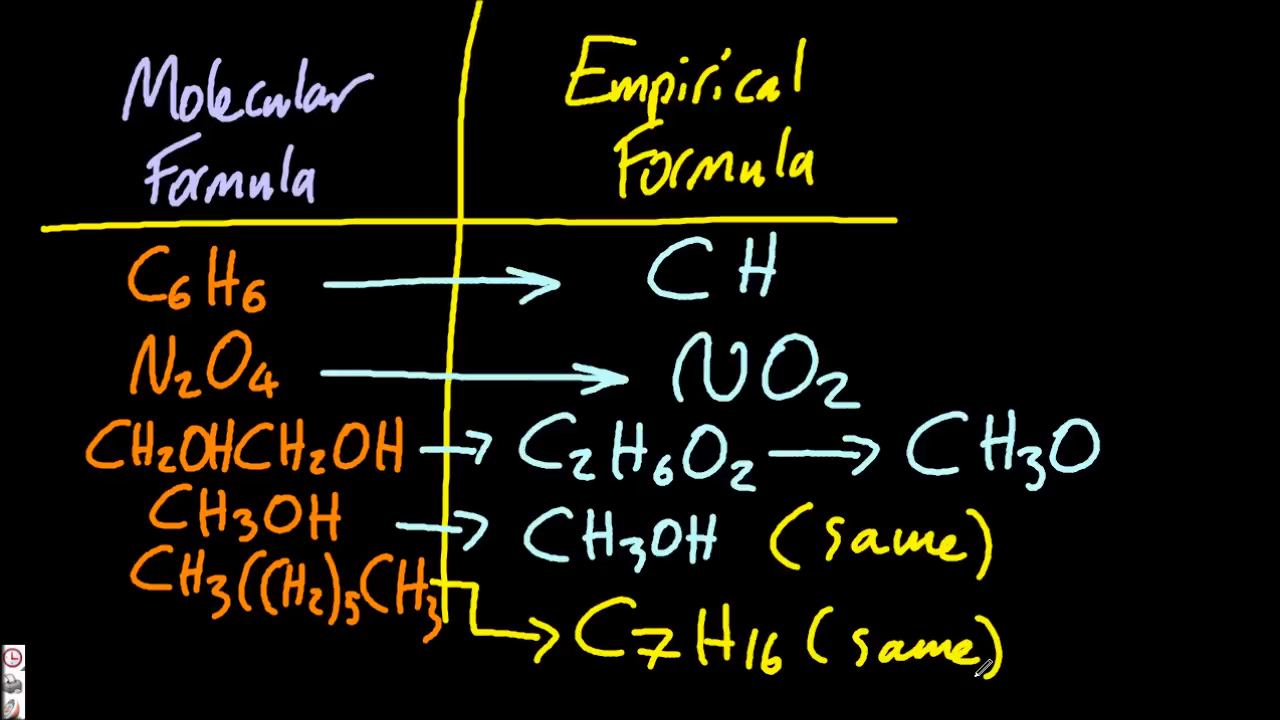 Molecular Formula
Empirical Formula
C₆H₆ → CH
N₂O₄ → NO₂
CH₂OHCH₂OH → C₂H₆O₂ → CH₃O
CH₃OH → CH₃OH (same)
CH₃(CH₂)₅CH₃ → C₇H₁₆ (same)